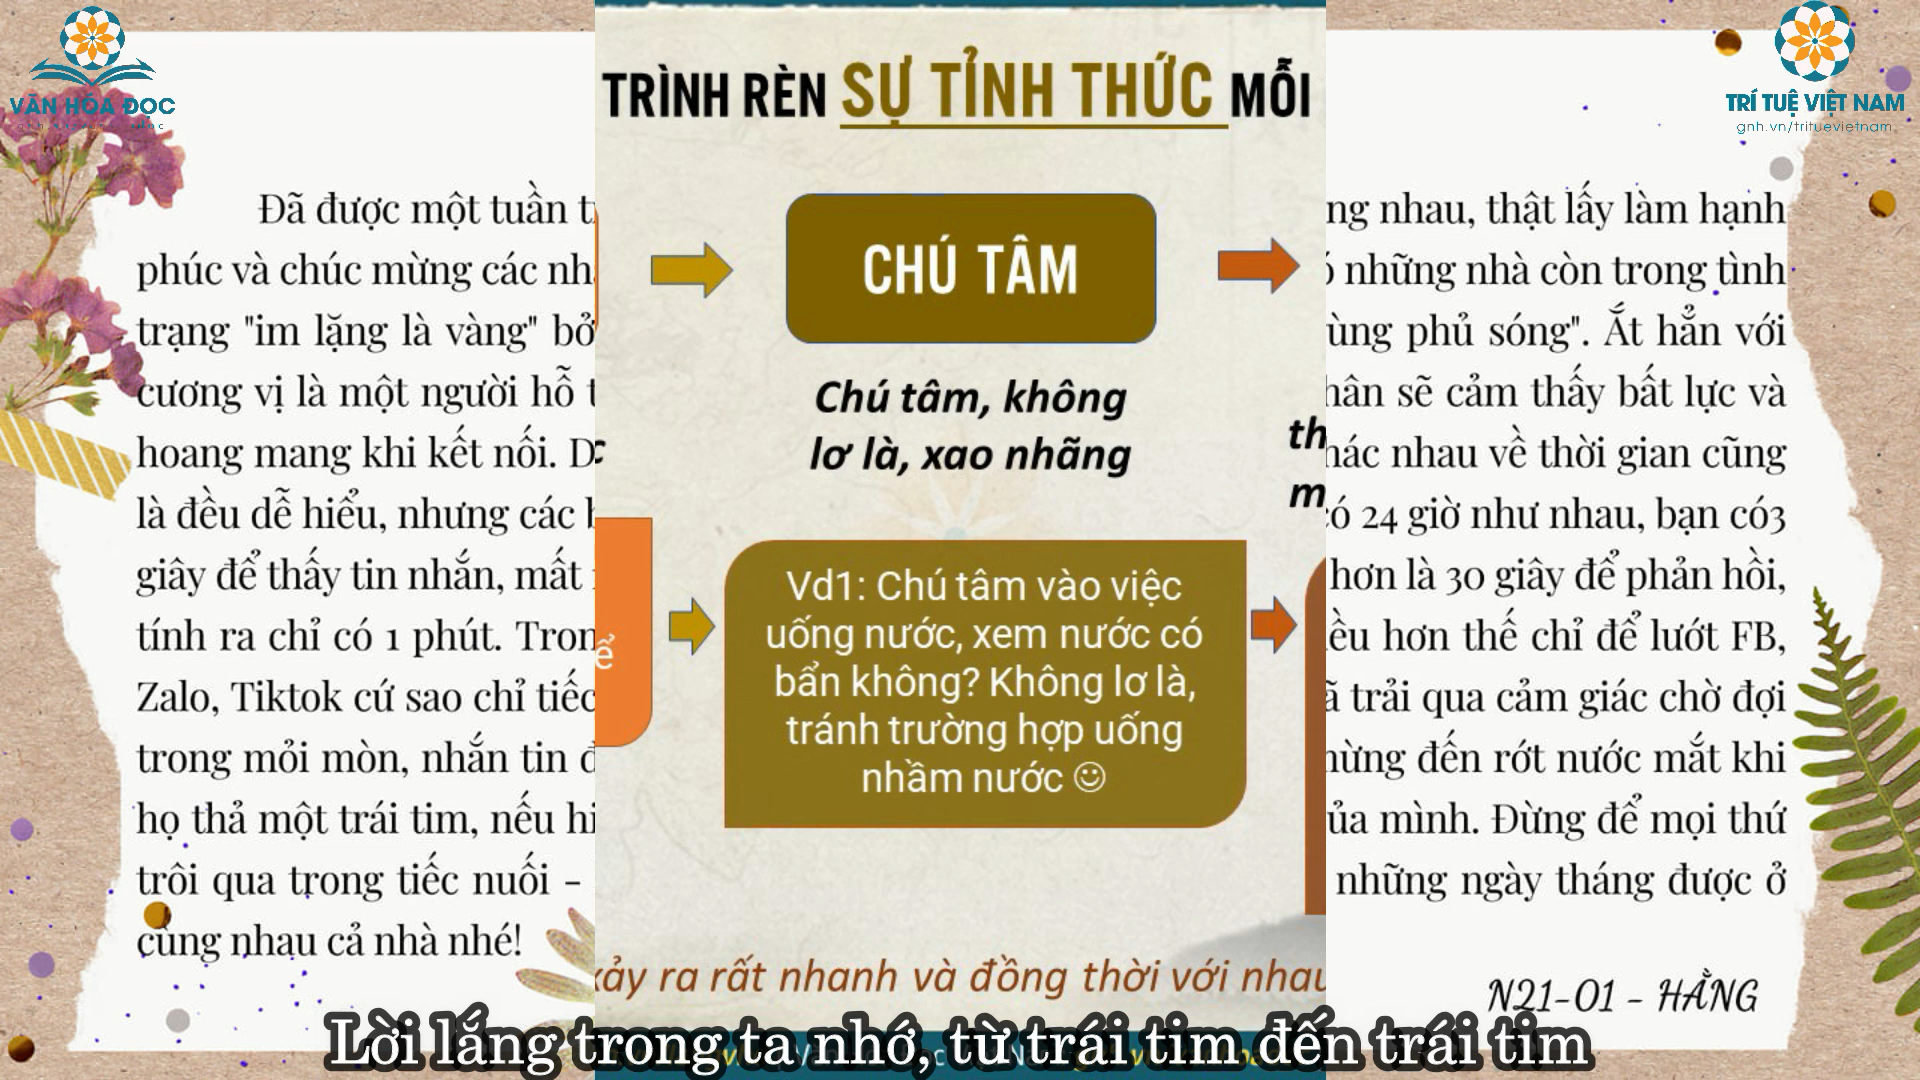 VĂN HÓA ĐỌC
TRÍ TUỆ VIỆT NAM
gnh.vn/trituevietnam
TRÌNH RÈN SỰ TỈNH THỨC MỖI
CHÚ TÂM
Chú tâm, không
lơ là, xao nhãng
Vd1: Chú tâm vào việc
uống nước, xem nước có
bẩn không? Không lơ là,
tránh trường hợp uống
nhầm nước ☺
xảy ra rất nhanh và đồng thời với nhau
Đã được một tuần
phúc và chúc mừng các
trạng "im lặng là vàng" bở
cương vị là một người hỗ
hoang mang khi kết nối.
là đều dễ hiểu, nhưng các
giây để thấy tin nhắn, mất
tính ra chỉ có 1 phút.
Zalo, Tiktok cứ sao chỉ tiếc
trong mỏi mòn, nhắn tin
họ thả một trái tim, nếu
trôi qua trong tiếc nuối -
cùng nhau cả nhà nhé!
ng nhau, thật lấy làm hạnh
những nhà còn trong tình
ùng phủ sóng". Ắt hẳn với
sẽ cảm thấy bất lực và
nhau về thời gian cũng
có 24 giờ như nhau, bạn có3
hơn là 30 giây để phản hồi,
hơn thế chỉ để lướt FB,
trải qua cảm giác chờ đợi
đến rớt nước mắt khi
của mình. Đừng để mọi thứ
những ngày tháng được ở
N21-01 - HẰNG
Lời lắng trong ta nhớ, từ trái tim đến trái tim